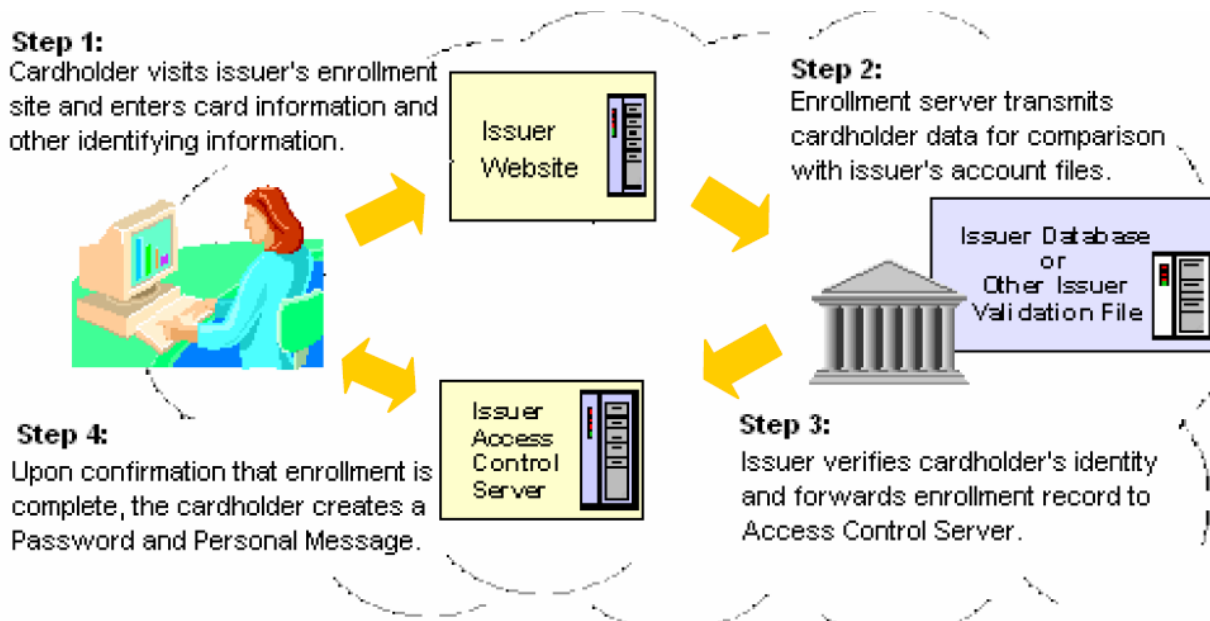 Step 1:
Cardholder visits issuer's enrollment
site and enters card information and
other identifying information.
Issuer
Website
Step 2:
Enrollment server transmits
cardholder data for comparison
with issuer's account files.
Issuer Database
or
Other Issuer
Validation File
Step 3:
Issuer verifies cardholder's identity
and forwards enrollment record to
Access Control Server.
Issuer
Access
Control
Server
Step 4:
Upon confirmation that enrollment is
complete, the cardholder creates a
Password and Personal Message.